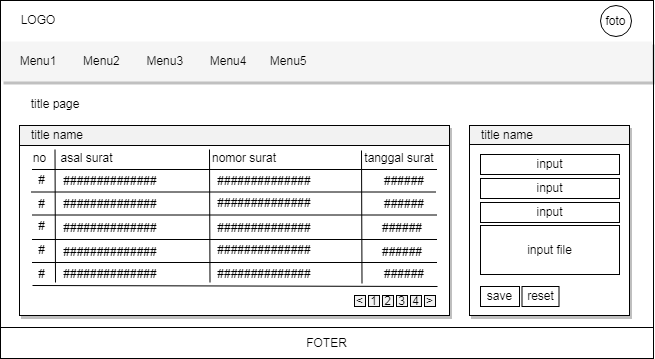 LOGO
foto
Menu1 Menu2 Menu3 Menu4 Menu5
title page
title name
no asal surat nomor surat tanggal surat
# ############## ############## ######
# ############## ############## ######
# ############## ############## ######
# ############## ############## ######
# ############## ############## ######
< 1 2 3 4 >
title name
input
input
input
input file
save reset
FOTER